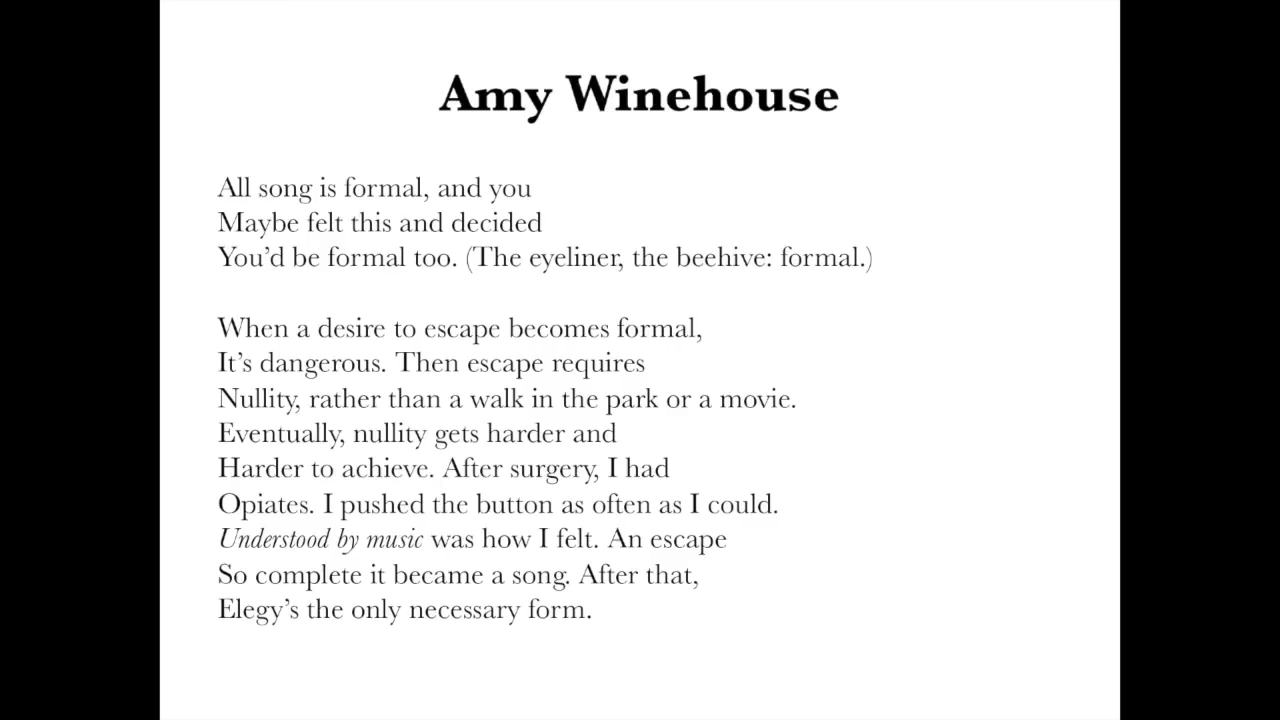 Amy Winehouse
All song is formal, and you
Maybe felt this and decided
You’d be formal too. (The eyeliner, the beehive: formal.)
When a desire to escape becomes formal,
It’s dangerous. Then escape requires
Nullity, rather than a walk in the park or a movie.
Eventually, nullity gets harder and
Harder to achieve. After surgery, I had
Opiates. I pushed the button as often as I could.
Understood by music was how I felt. An escape
So complete it became a song. After that,
Elegy’s the only necessary form.